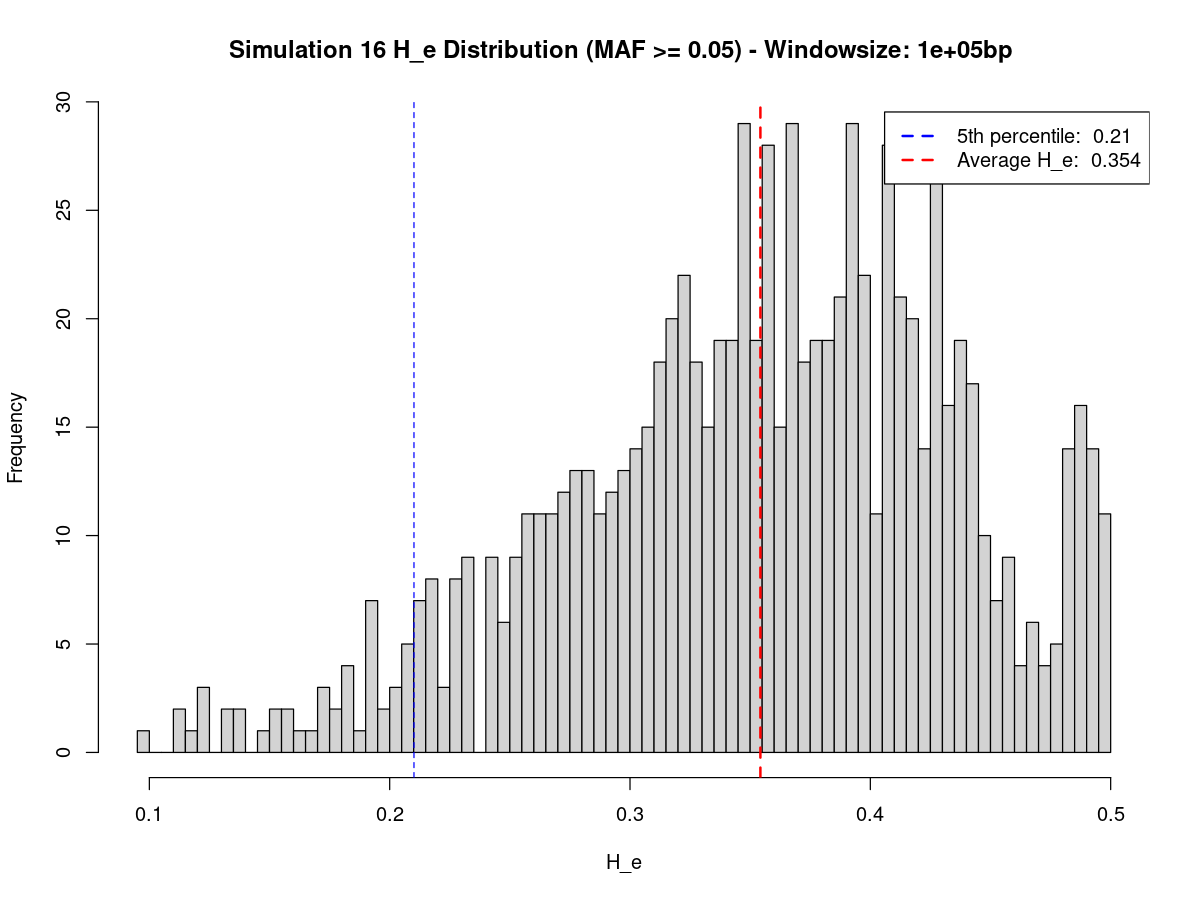 Simulation 16 H_e Distribution (MAF >= 0.05) - Windowsize: 1e+05bp
5th percentile: 0.21
Average H_e: 0.354
Frequency
30
25
20
15
10
5
0
0.1 0.2 0.3 0.4 0.5
H_e